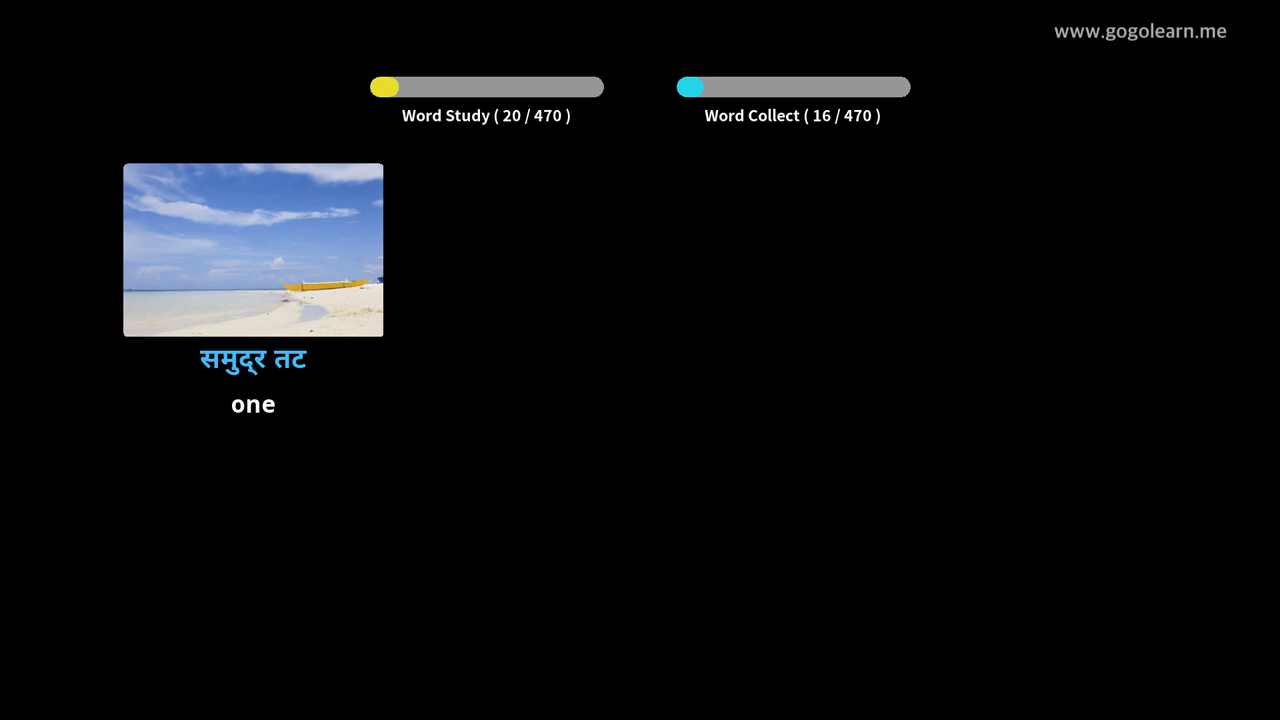 www.gogolearn.me
Word Study ( 20 / 470 )
Word Collect ( 16 / 470 )
समुद्र तट
one